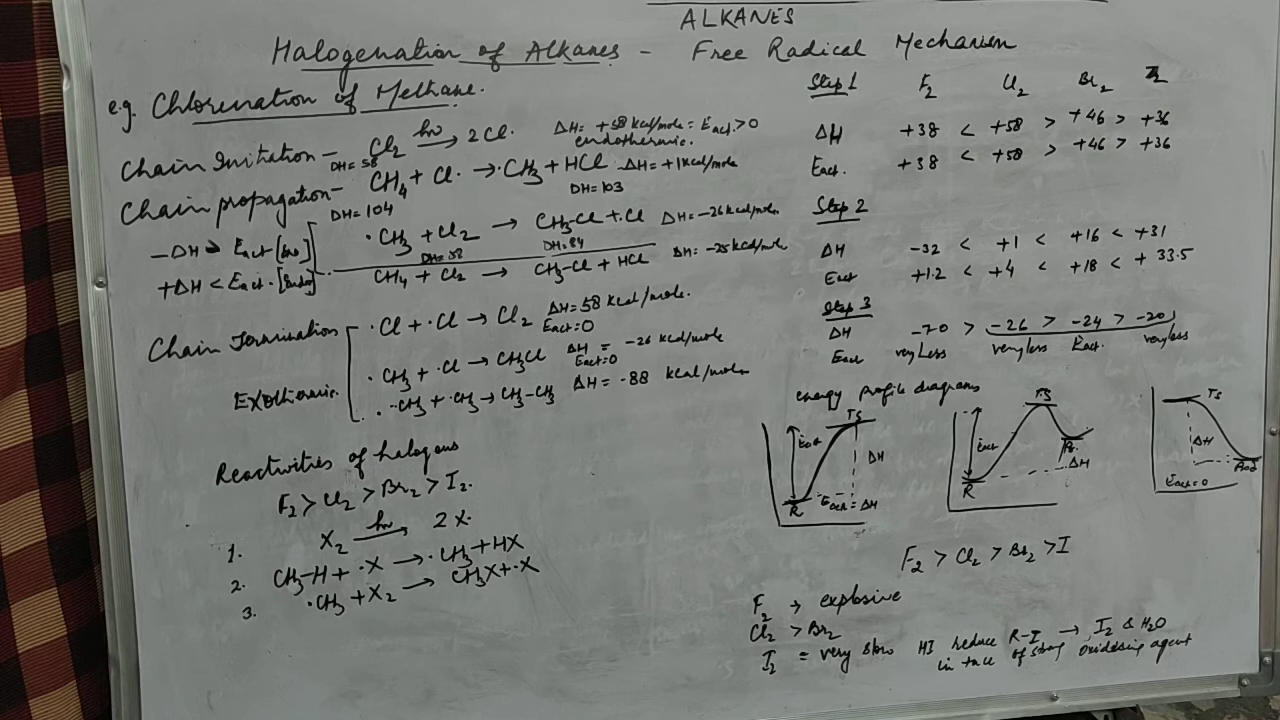 ALKANES
Halogenation of Alkanes - Free Radical Mechanism
e.g. Chlorination of Methane.
Chain Initiation - Cl₂ hν→ 2Cl· ΔH = +58 Kcal/mole = Eact. > 0
DH = 58 endothermic.
Chain propagation - CH₄ + Cl· → ·CH₃ + HCl ΔH = +1 Kcal/mole
DH = 104 DH = 103
-DH > Eact [Exo] ·CH₃ + Cl₂ → CH₃-Cl + ·Cl ΔH = -26 Kcal/mole
DH = 58 DH = 84
+ΔH < Eact. [Endo] CH₄ + Cl₂ → CH₃-Cl + HCl ΔH = -25 Kcal/mole
Chain Termination ·Cl + ·Cl → Cl₂ ΔH = 58 Kcal/mole.
Eact = 0
·CH₃ + ·Cl → CH₃Cl ΔH = -26 Kcal/mole
Eact = 0
Exothermic ·CH₃ + ·CH₃ → CH₃-CH₃ ΔH = -88 Kcal/mole
Reactivities of halogens
F₂ > Cl₂ > Br₂ > I₂.
1. X₂ hν→ 2X·
2. CH₃-H + ·X → ·CH₃ + HX
3. ·CH₃ + X₂ → CH₃X + ·X
Step 1 F₂ Cl₂ Br₂ I₂
ΔH +38 < +58 > +46 > +36
Eact. +38 < +58 > +46 > +36
Step 2
ΔH -32 < +1 < +16 < +31
Eact +1.2 < +4 < +18 < +33.5
Step 3
ΔH -70 > -26 > -24 > -20
Eact very Less very less Eact. very less
energy profile diagrams
TS Eact ΔH R Eact = ΔH
TS Eact R P. ΔH
TS ΔH Prod Eact = 0
F₂ > Cl₂ > Br₂ > I
F₂ → explosive
Cl₂ > Br₂
I₂ = very slow HI reduce R-I → I₂ & H₂O
of strong oxidising agent